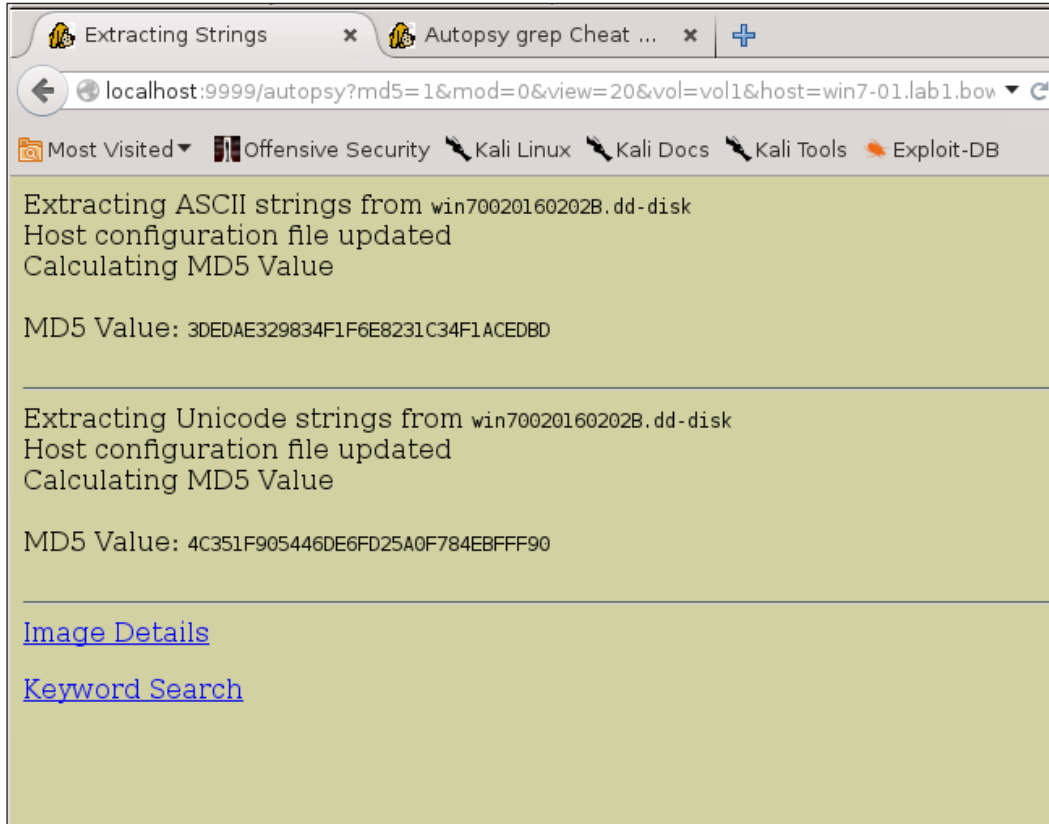 Extracting Strings
Autopsy grep Cheat ...
localhost:9999/autopsy?md5=1&mod=0&view=20&vol=vol1&host=win7-01.lab1.bow
Most Visited Offensive Security Kali Linux Kali Docs Kali Tools Exploit-DB
Extracting ASCII strings from win70020160202B.dd-disk
Host configuration file updated
Calculating MD5 Value
MD5 Value: 3DEDAE329834F1F6E8231C34F1ACEDBD
Extracting Unicode strings from win70020160202B.dd-disk
Host configuration file updated
Calculating MD5 Value
MD5 Value: 4C351F905446DE6FD25A0F784EBFFF90
Image Details
Keyword Search